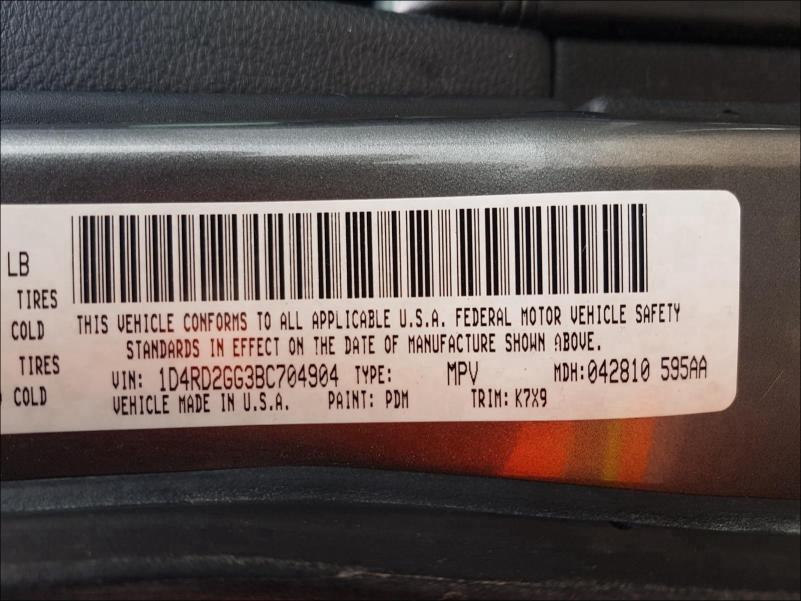 LB
TIRES
COLD
TIRES
COLD
THIS VEHICLE CONFORMS TO ALL APPLICABLE U.S.A. FEDERAL MOTOR VEHICLE SAFETY
STANDARDS IN EFFECT ON THE DATE OF MANUFACTURE SHOWN ABOVE.
VIN: 1D4RD2GG3BC704904 TYPE: MPV MDH:042810 595AA
VEHICLE MADE IN U.S.A. PAINT: PDM TRIM: K7X9